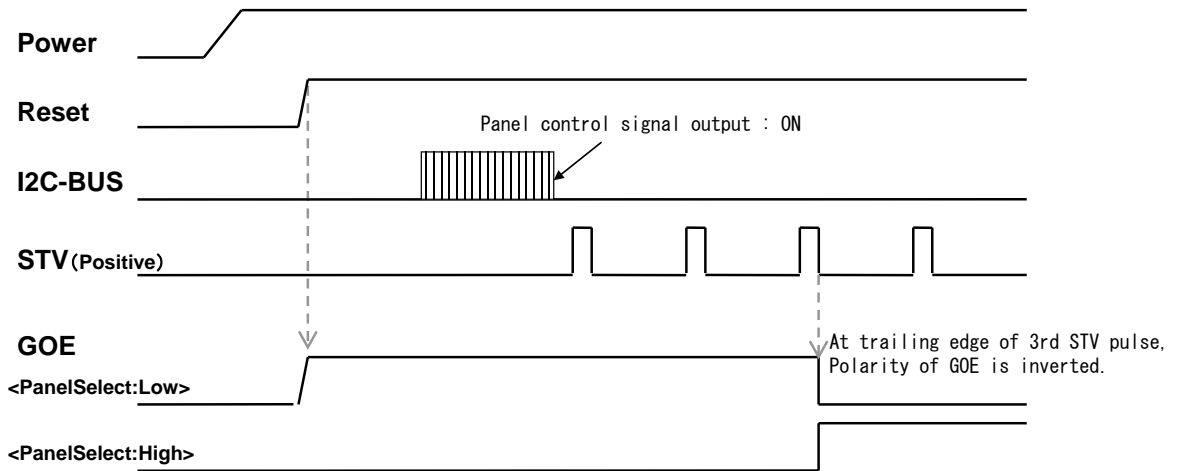 Power
Reset
Panel control signal output : ON
I2C-BUS
STV(Positive)
GOE
At trailing edge of 3rd STV pulse,
Polarity of GOE is inverted.
<PanelSelect:Low>
<PanelSelect:High>